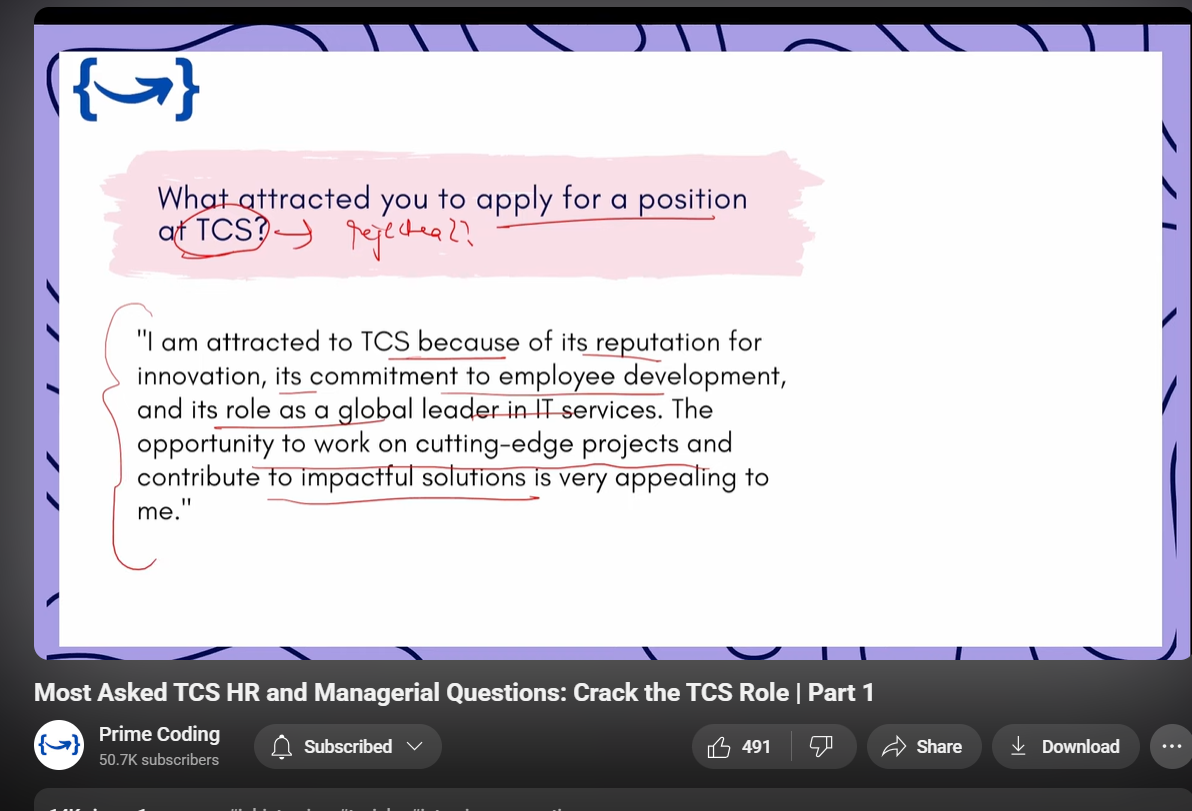 What attracted you to apply for a position
at TCS? → rejected??
"I am attracted to TCS because of its reputation for
innovation, its commitment to employee development,
and its role as a global leader in IT services. The
opportunity to work on cutting-edge projects and
contribute to impactful solutions is very appealing to
me."
Most Asked TCS HR and Managerial Questions: Crack the TCS Role | Part 1
Prime Coding
50.7K subscribers
Subscribed
491
Share
Download